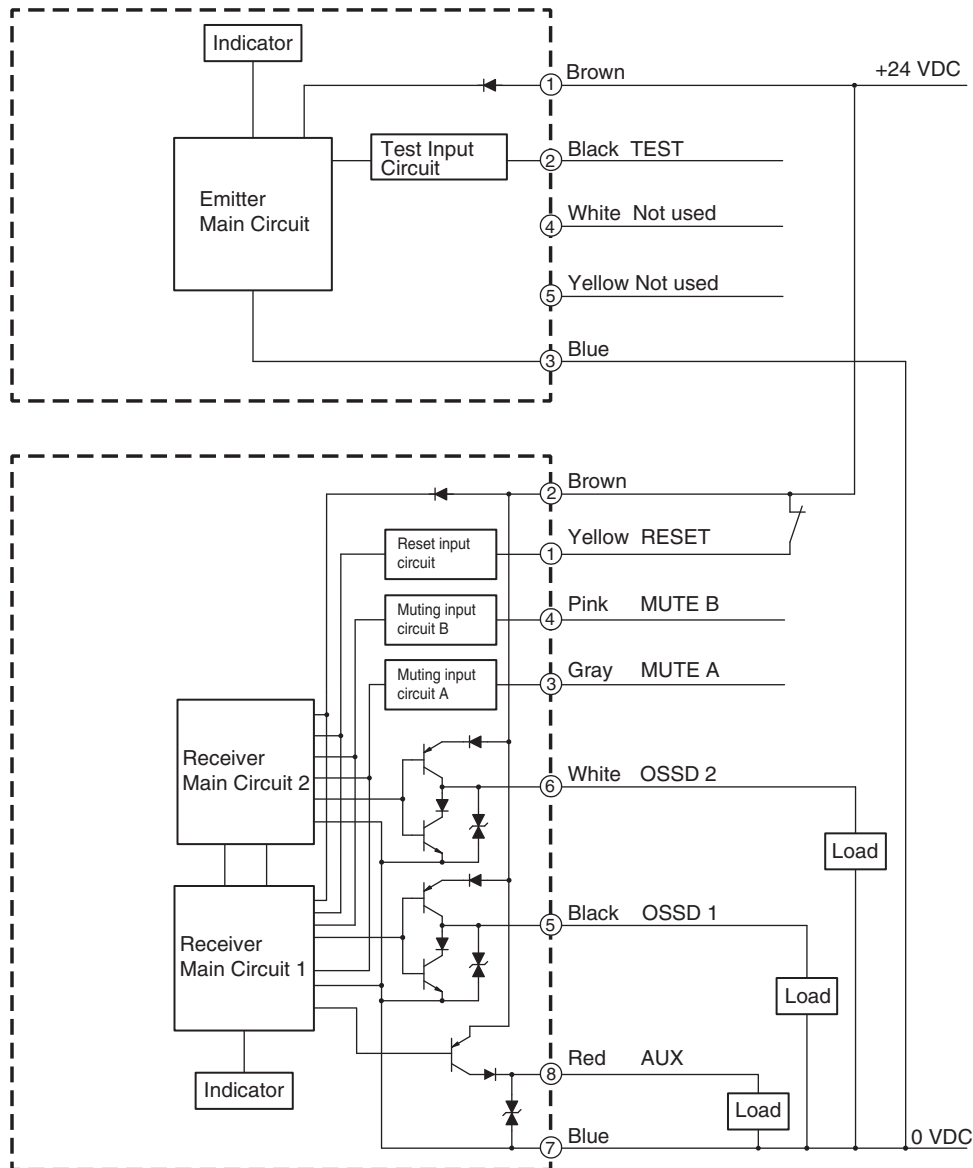 Indicator
+24 VDC
1 Brown
Test Input
Circuit
2 Black TEST
Emitter
Main Circuit
4 White Not used
5 Yellow Not used
3 Blue
2 Brown
Reset input
circuit
1 Yellow RESET
Muting input
circuit B
4 Pink MUTE B
Muting input
circuit A
3 Gray MUTE A
Receiver
Main Circuit 2
6 White OSSD 2
Load
Receiver
Main Circuit 1
5 Black OSSD 1
Load
Indicator
8 Red AUX
Load
7 Blue
0 VDC